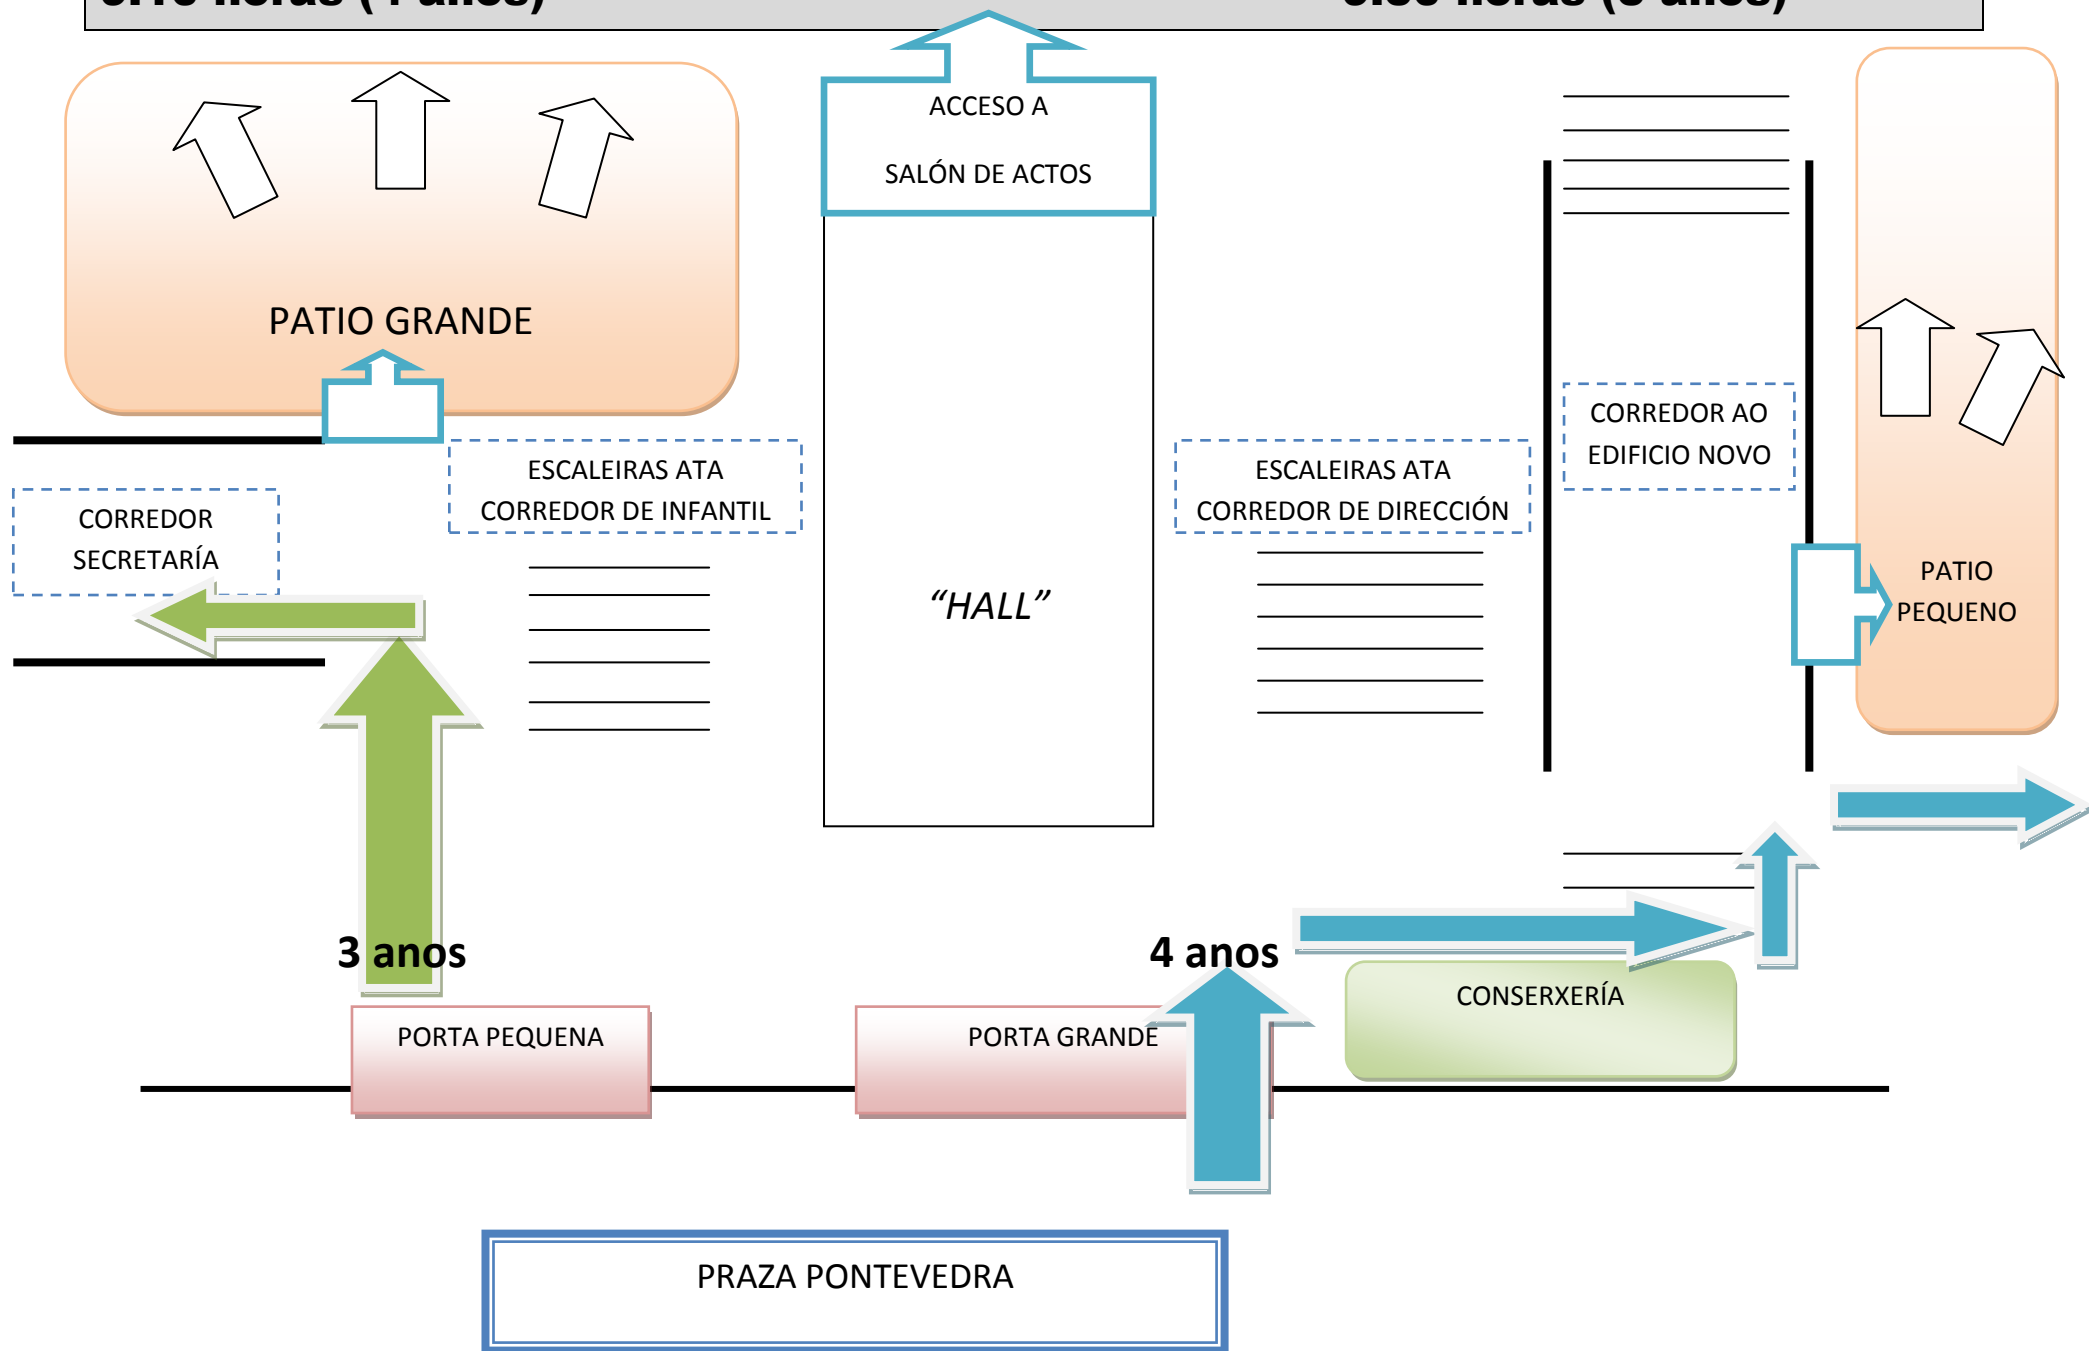 ACCESO A
SALÓN DE ACTOS
PATIO GRANDE
CORREDOR AO
EDIFICIO NOVO
ESCALEIRAS ATA
CORREDOR DE INFANTIL
ESCALEIRAS ATA
CORREDOR DE DIRECCIÓN
CORREDOR
SECRETARÍA
“HALL”
PATIO
PEQUENO
3 anos
4 anos
CONSERXERÍA
PORTA PEQUENA
PORTA GRANDE
PRAZA PONTEVEDRA